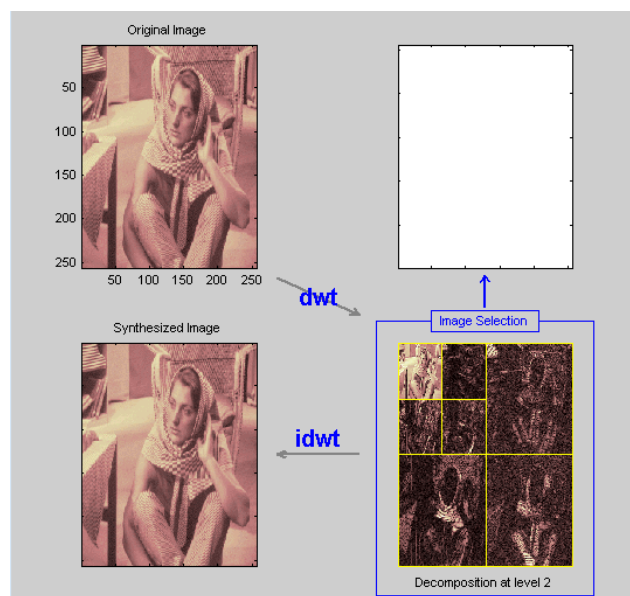 Original Image
50
100
150
200
250
50 100 150 200 250
dwt
Image Selection
Synthesized Image
idwt
Decomposition at level 2